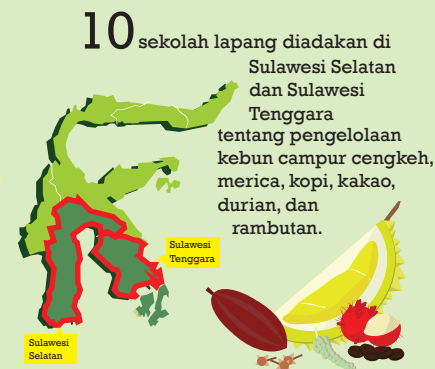 10 sekolah lapang diadakan di
Sulawesi Selatan
dan Sulawesi
Tenggara
tentang pengelolaan
kebun campur cengkeh,
merica, kopi, kakao,
durian, dan
rambutan.
Sulawesi
Tenggara
Sulawesi
Selatan